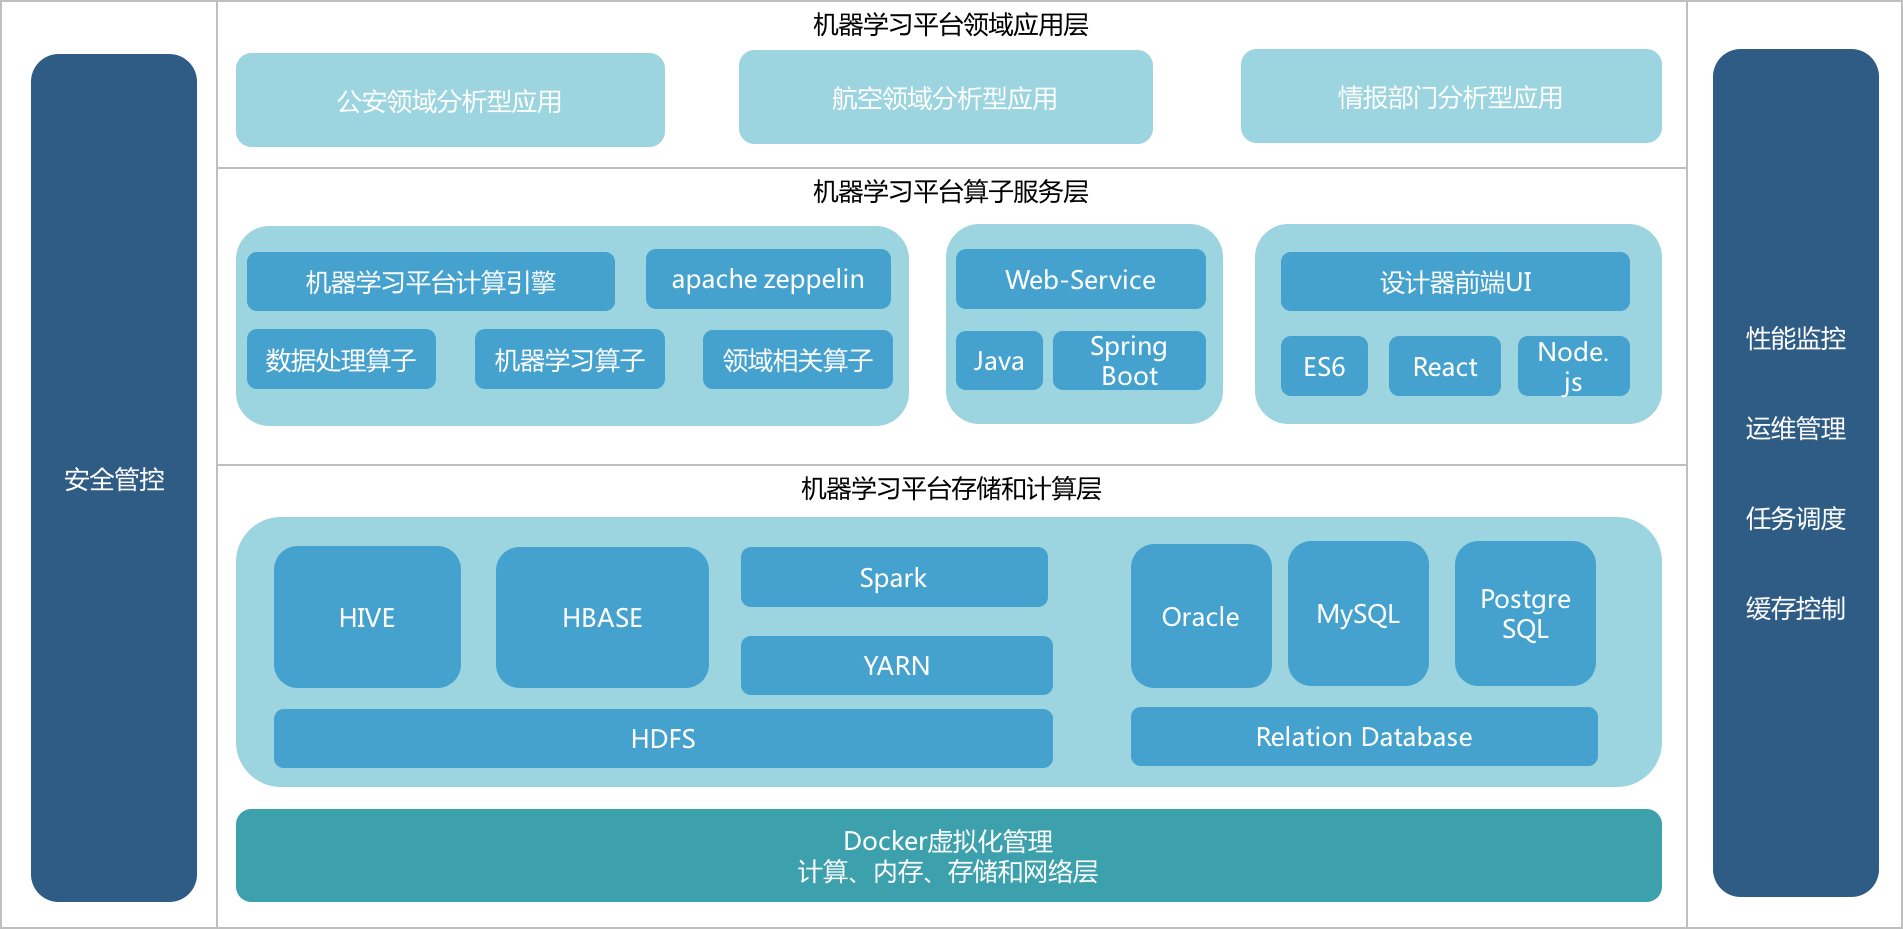 机器学习平台领域应用层
公安领域分析型应用
航空领域分析型应用
情报部门分析型应用
机器学习平台算子服务层
机器学习平台计算引擎
apache zeppelin
数据处理算子
机器学习算子
领域相关算子
Web-Service
Java
Spring
Boot
设计器前端UI
ES6
React
Node.
js
机器学习平台存储和计算层
HIVE
HBASE
Spark
YARN
HDFS
Oracle
MySQL
Postgre
SQL
Relation Database
Docker虚拟化管理
计算、内存、存储和网络层
安全管控
性能监控
运维管理
任务调度
缓存控制